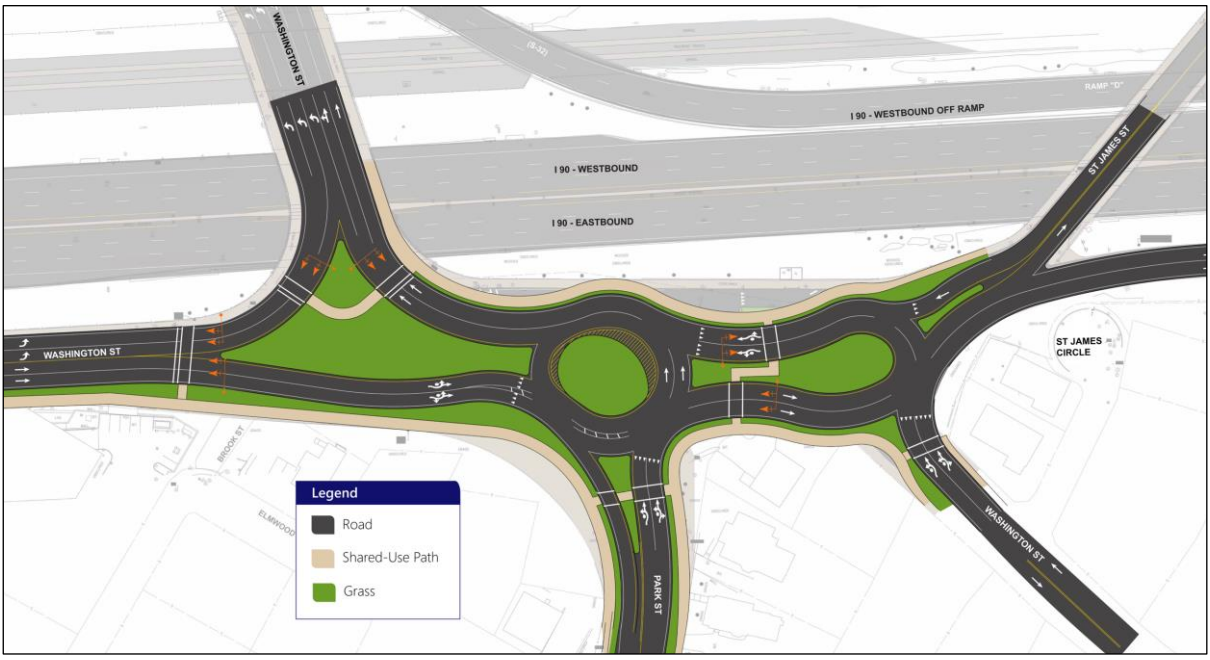 WASHINGTON ST
(S-32)
RAMP "D"
I 90 - WESTBOUND OFF RAMP
ST JAMES ST
I 90 - WESTBOUND
I 90 - EASTBOUND
WASHINGTON ST
ST JAMES
CIRCLE
BROOK ST
ELMWOOD
Legend
Road
Shared-Use Path
Grass
PARK ST
WASHINGTON ST